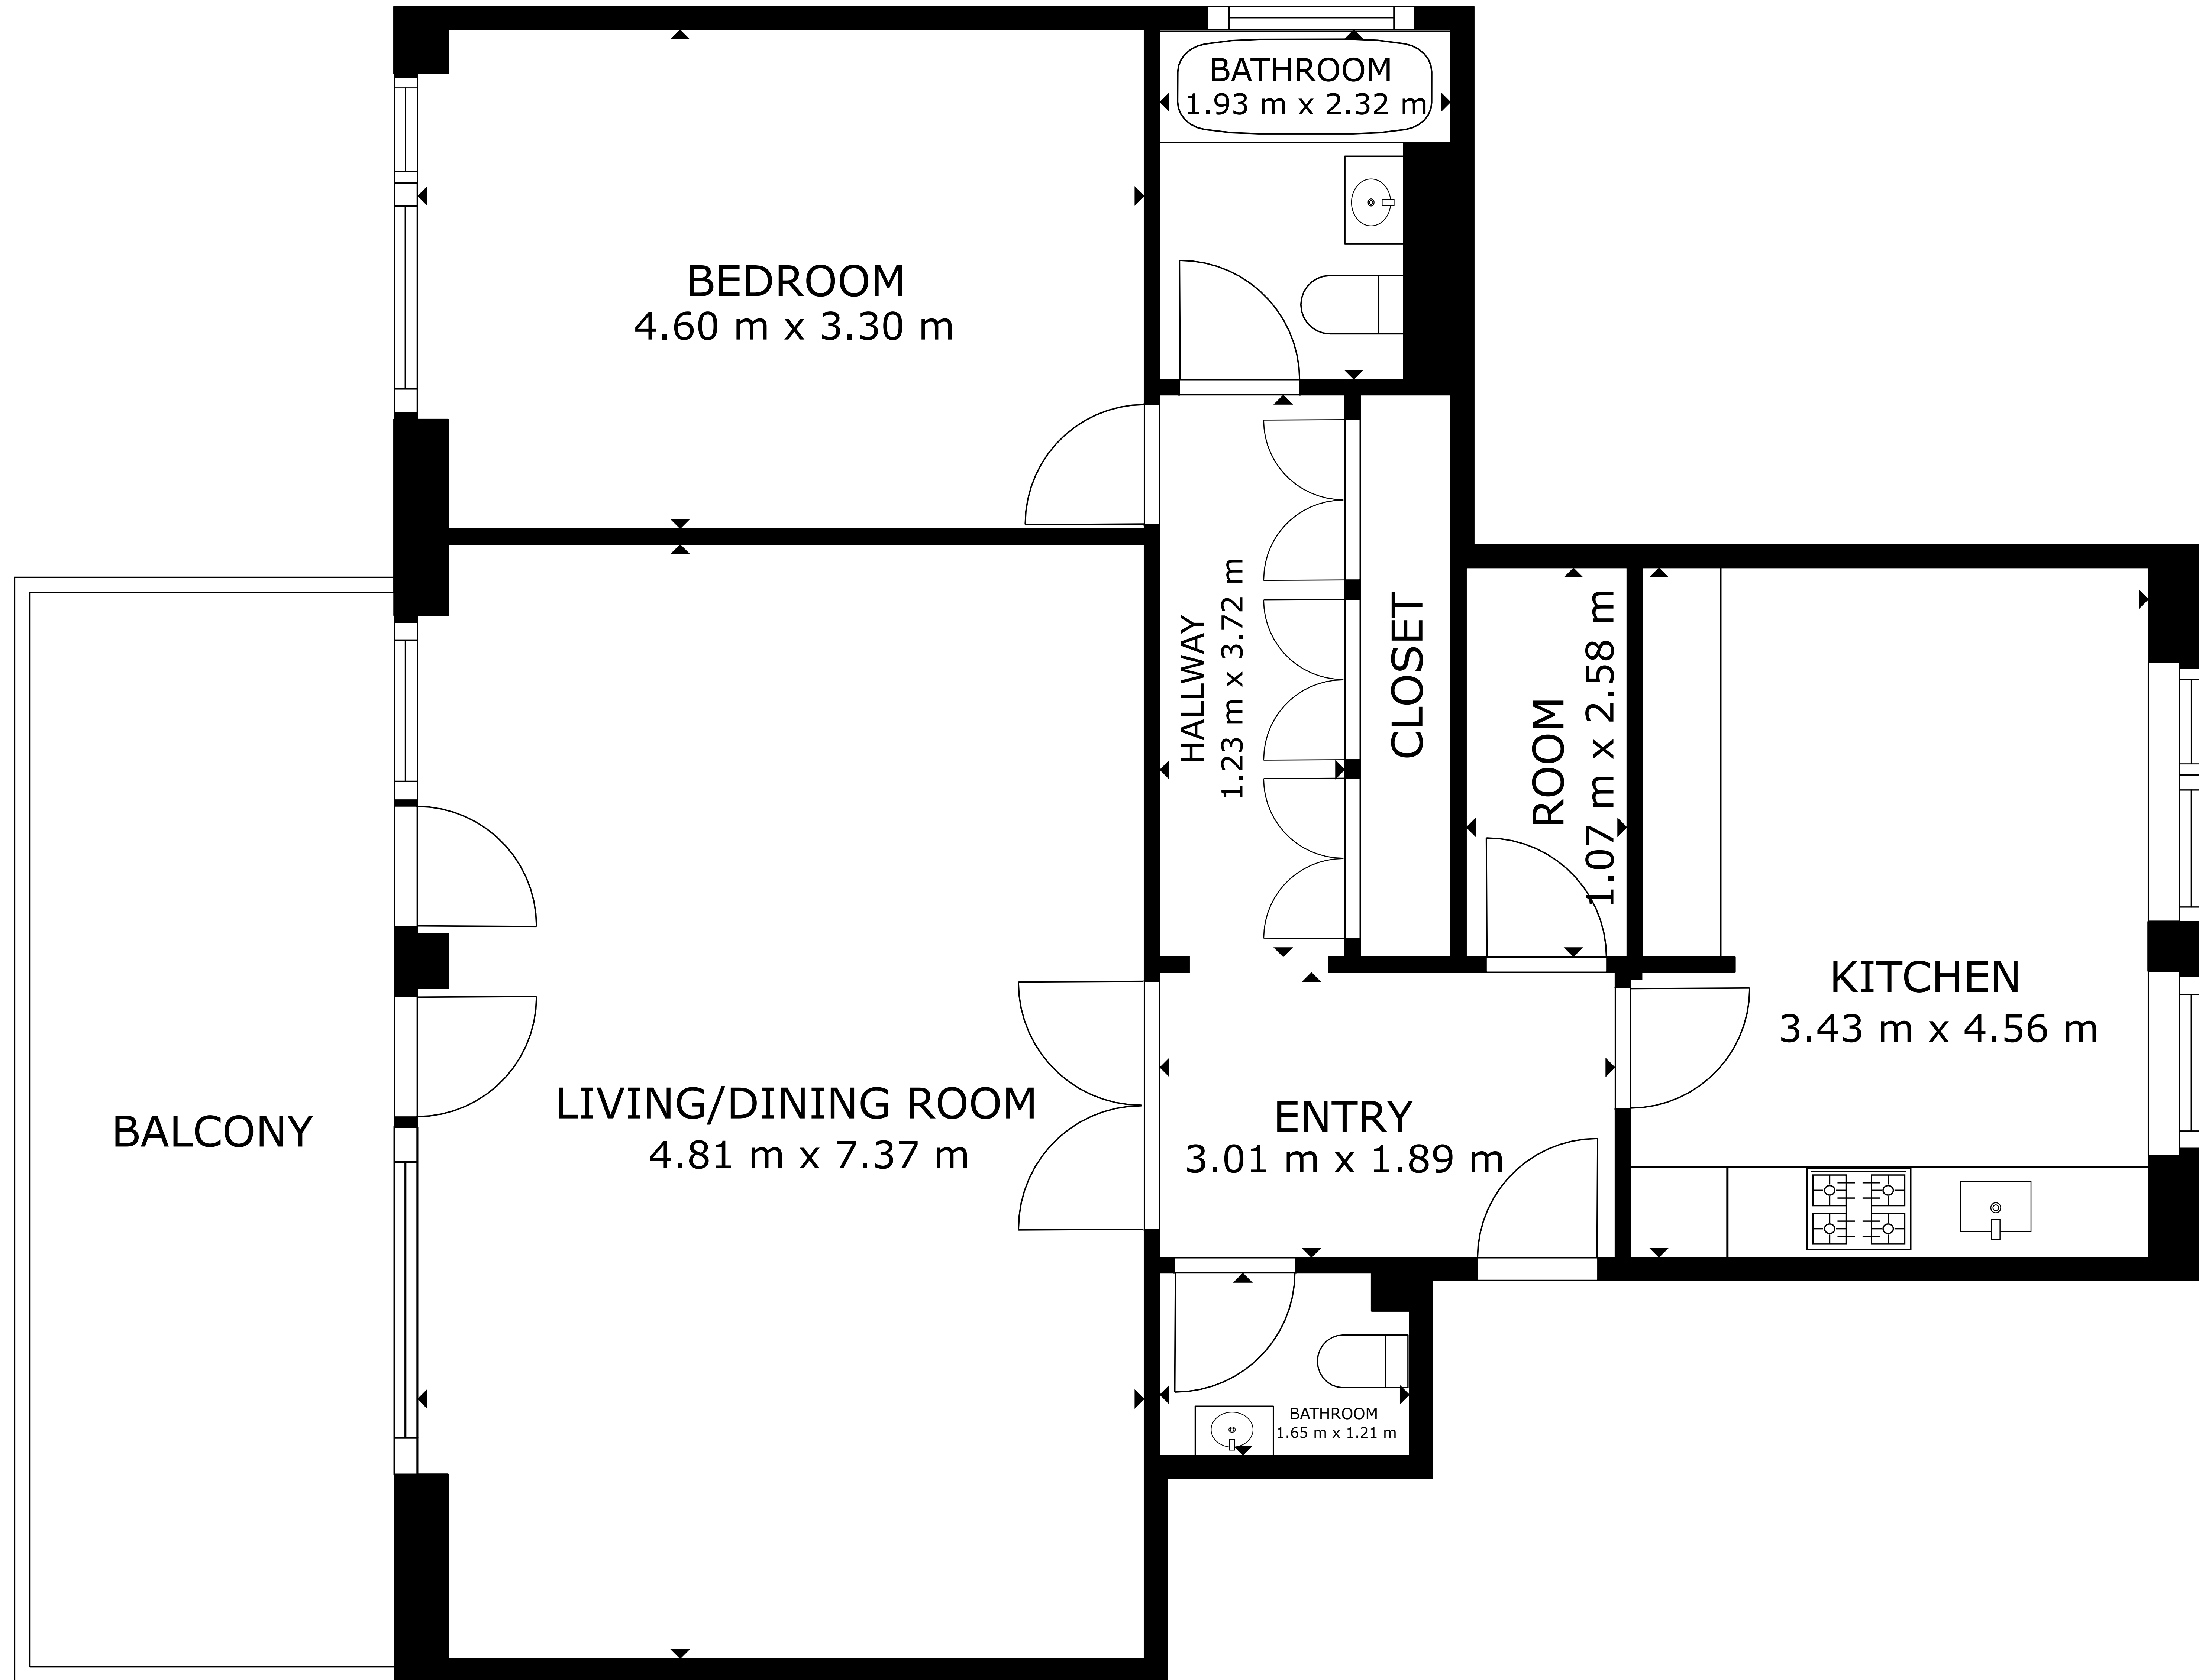 BATHROOM
1.93 m x 2.32 m
BEDROOM
4.60 m x 3.30 m
HALLWAY
1.23 m x 3.72 m
CLOSET
ROOM
1.07 m x 2.58 m
KITCHEN
3.43 m x 4.56 m
LIVING/DINING ROOM
4.81 m x 7.37 m
ENTRY
3.01 m x 1.89 m
BALCONY
BATHROOM
1.65 m x 1.21 m